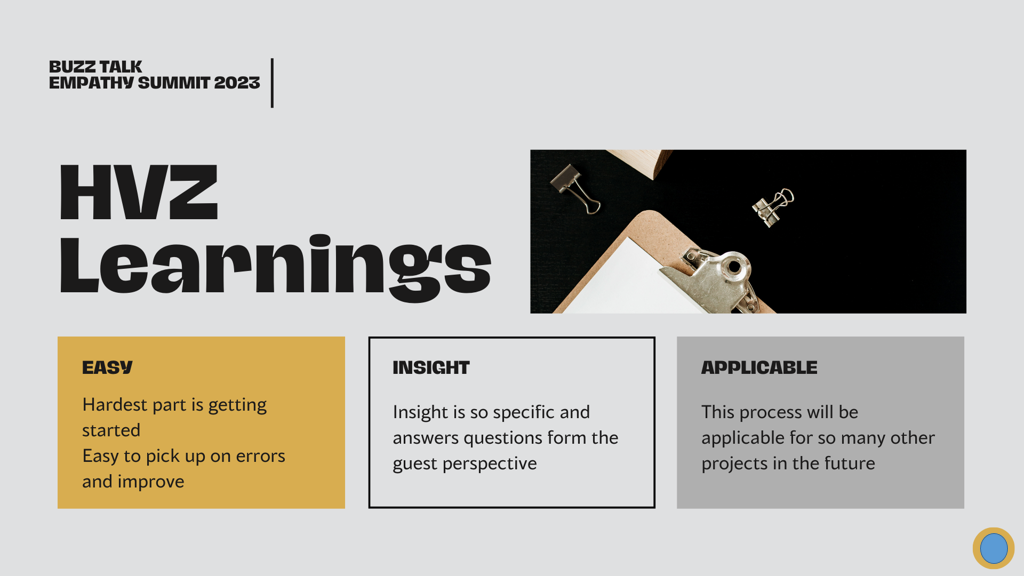 BUZZ TALK
EMPATHY SUMMIT 2023
HVZ
Learnings
EASY
Hardest part is getting
started
Easy to pick up on errors
and improve
INSIGHT
Insight is so specific and
answers questions form the
guest perspective
APPLICABLE
This process will be
applicable for so many other
projects in the future